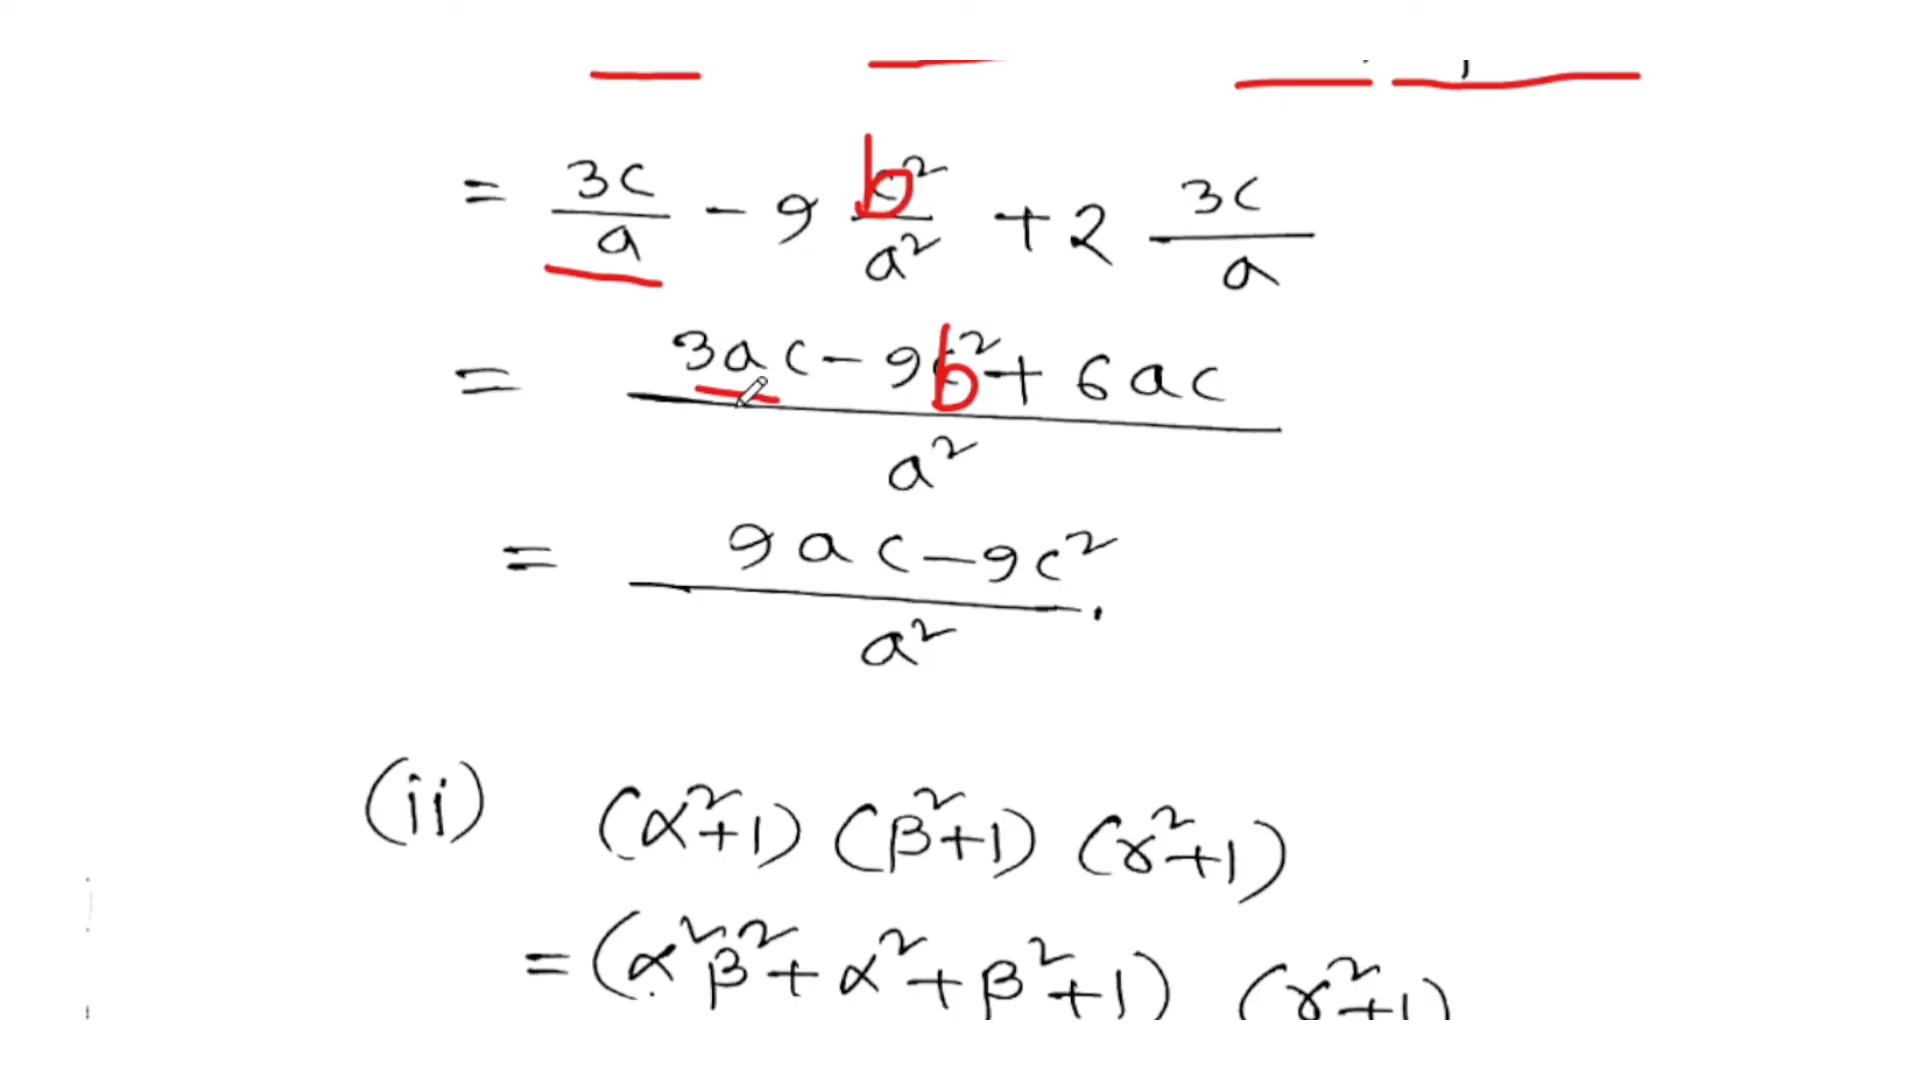 = 3c/a - 9 b²/a² + 2 3c/a
= (3ac - 9b² + 6ac)/a²
= (9ac - 9c²)/a².
(ii) (α²+1) (β²+1) (γ²+1)
= (α²β² + α² + β² + 1) (γ²+1)